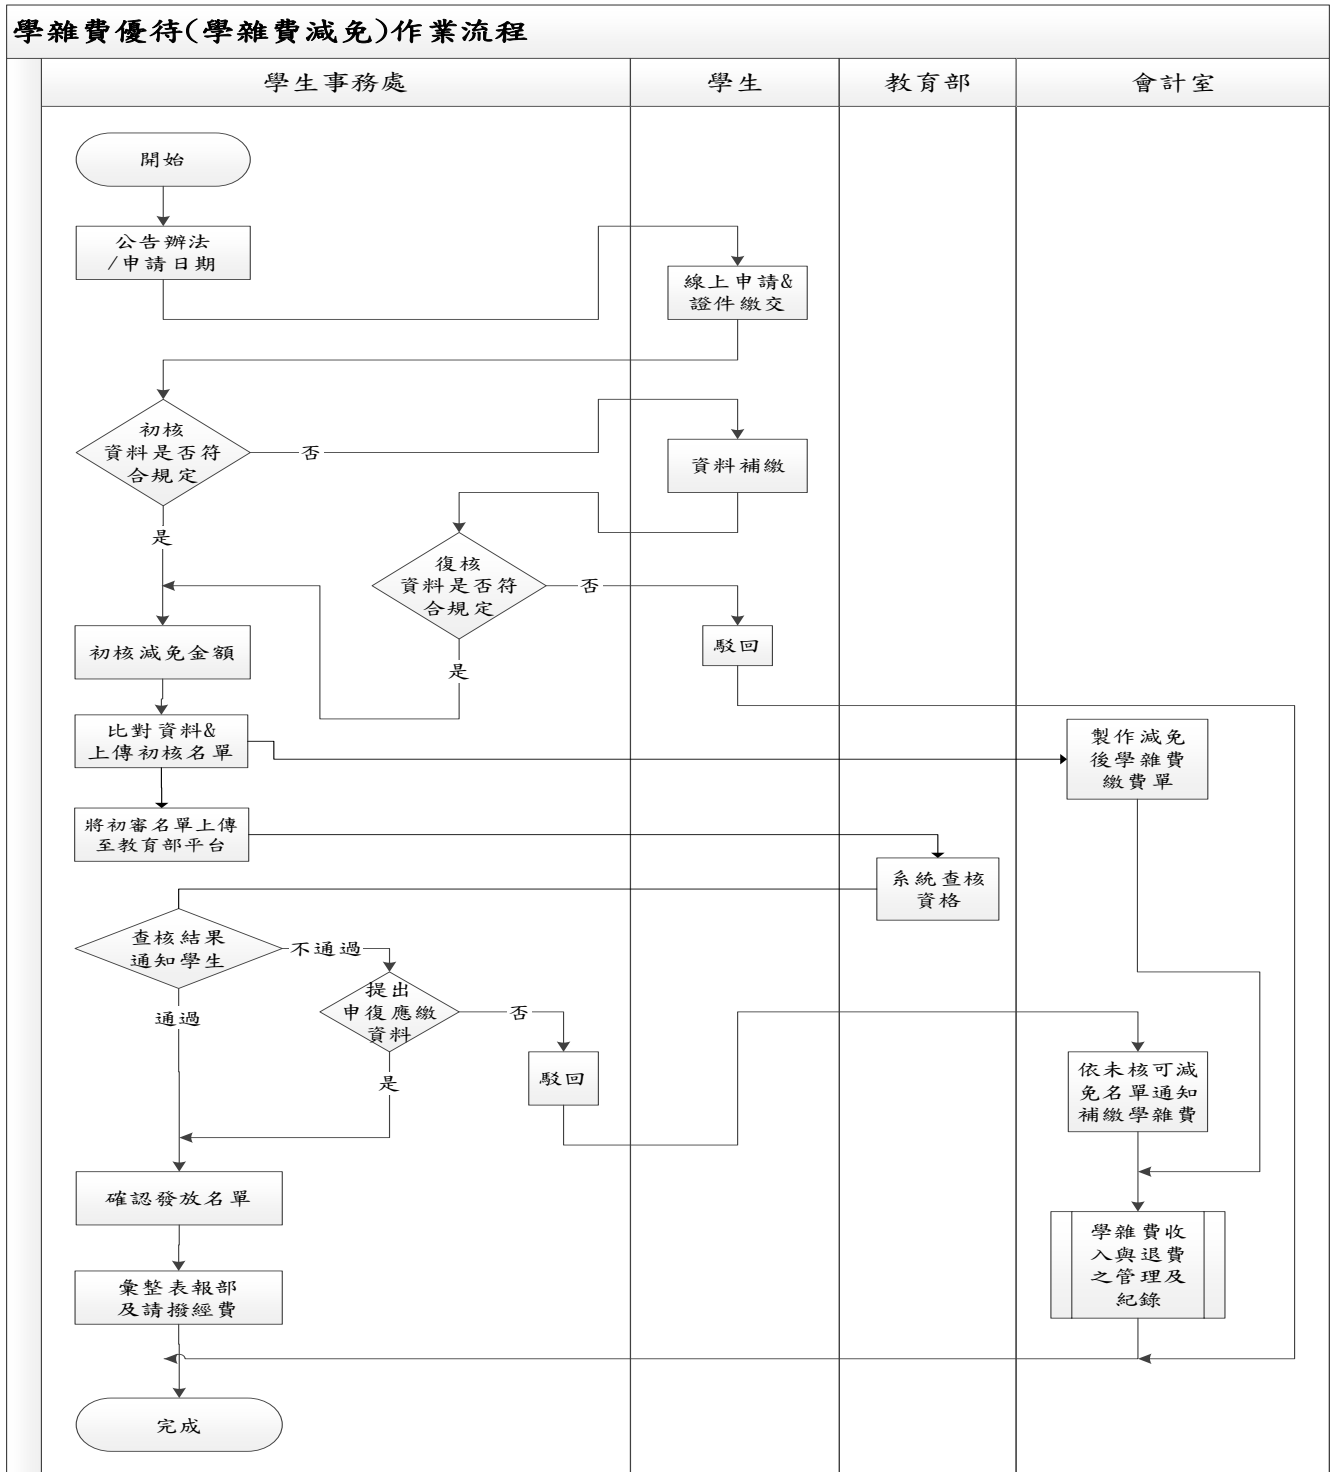 學雜費優待(學雜費減免)作業流程
學生事務處
學生
教育部
會計室
開始
公告辦法
/申請日期
線上申請&
證件繳交
初核
資料是否符
合規定
否
資料補繳
是
復核
資料是否符
合規定
否
駁回
是
初核減免金額
比對資料&
上傳初核名單
製作減免
後學雜費
繳費單
將初審名單上傳
至教育部平台
系統查核
資格
查核結果
通知學生
不通過
通過
提出
申復應繳
資料
否
駁回
是
依未核可減
免名單通知
補繳學雜費
確認發放名單
學雜費收
入與退費
之管理及
紀錄
彙整表報部
及請撥經費
完成